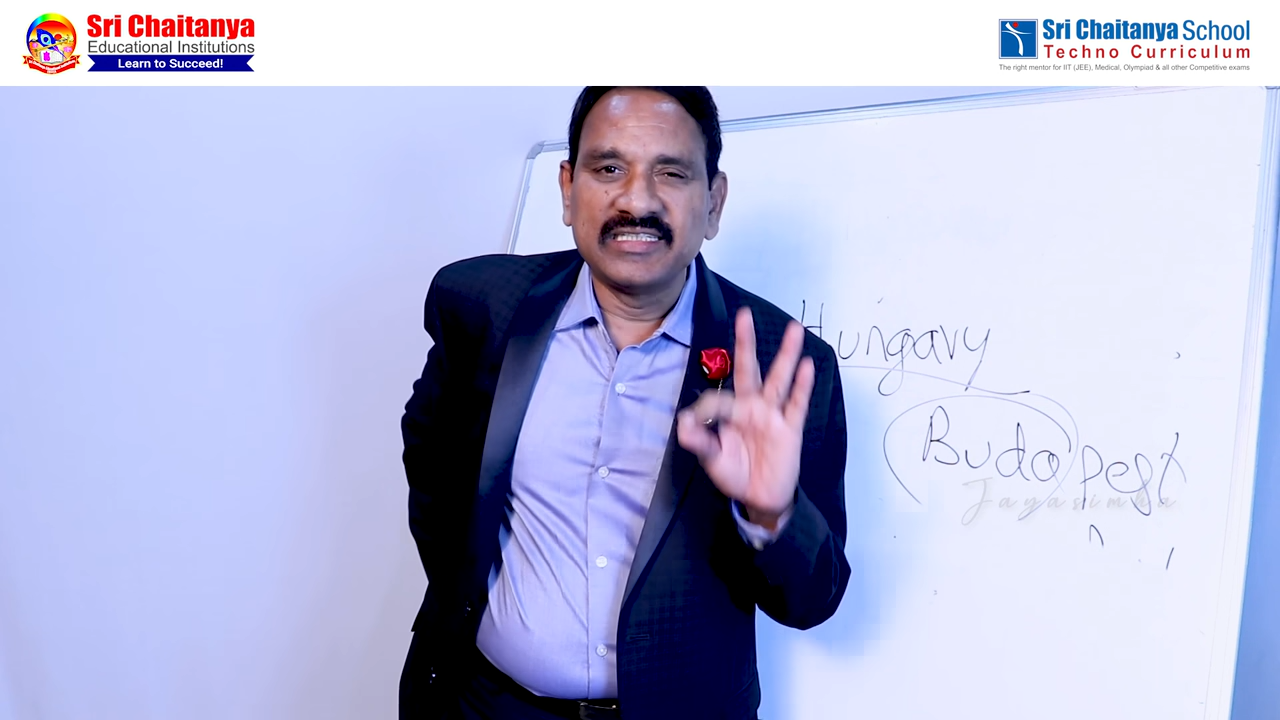 Sri Chaitanya
Educational Institutions
Learn to Succeed!
Sri Chaitanya School
Techno Curriculum
The right mentor for IIT (JEE), Medical, Olympiad & all other Competitive exams
Hungary
Budapest
Jayasimha